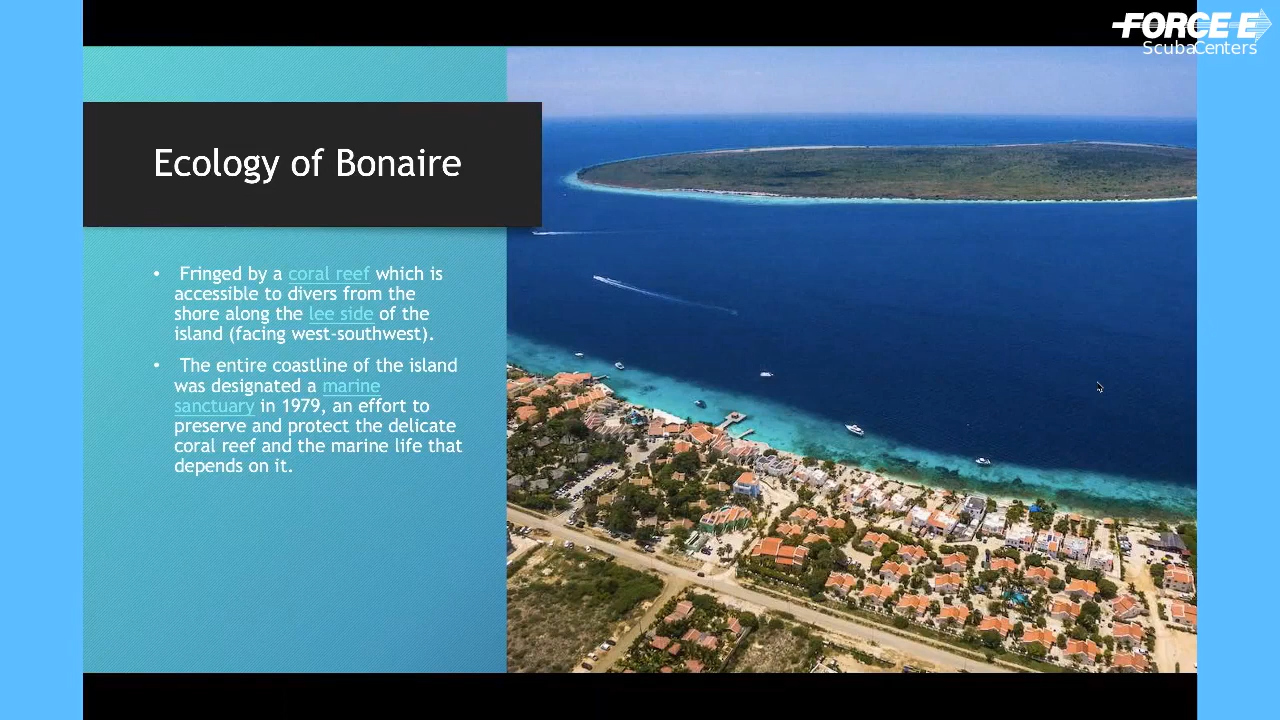 FORCE E
ScubaCenters
Ecology of Bonaire
• Fringed by a coral reef which is
accessible to divers from the
shore along the lee side of the
island (facing west-southwest).
• The entire coastline of the island
was designated a marine
sanctuary in 1979, an effort to
preserve and protect the delicate
coral reef and the marine life that
depends on it.